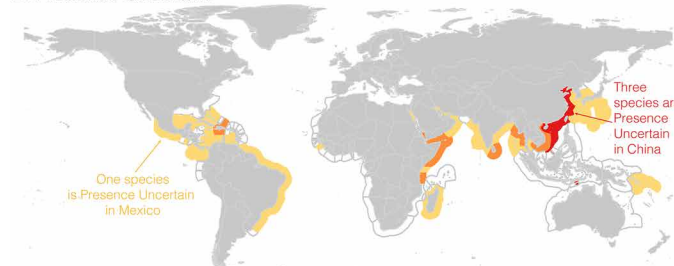 One species
is Presence Uncertain
in Mexico
Three
species ar
Presence
Uncertain
in China